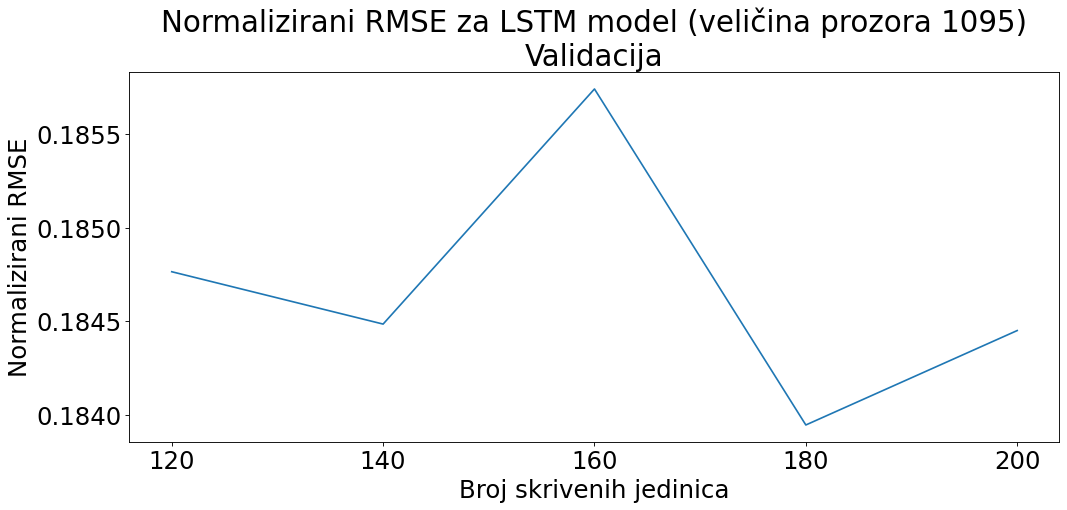 Normalizirani RMSE za LSTM model (veličina prozora 1095)
Validacija
Normalizirani RMSE
0.1855
0.1850
0.1845
0.1840
120 140 160 180 200
Broj skrivenih jedinica